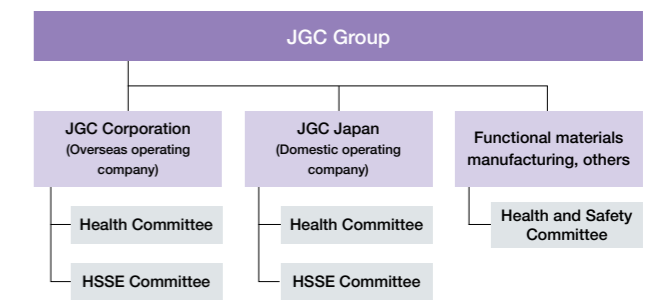 JGC Group
JGC Corporation
(Overseas operating
company)
JGC Japan
(Domestic operating
company)
Functional materials
manufacturing, others
Health Committee
Health Committee
Health and Safety
Committee
HSSE Committee
HSSE Committee